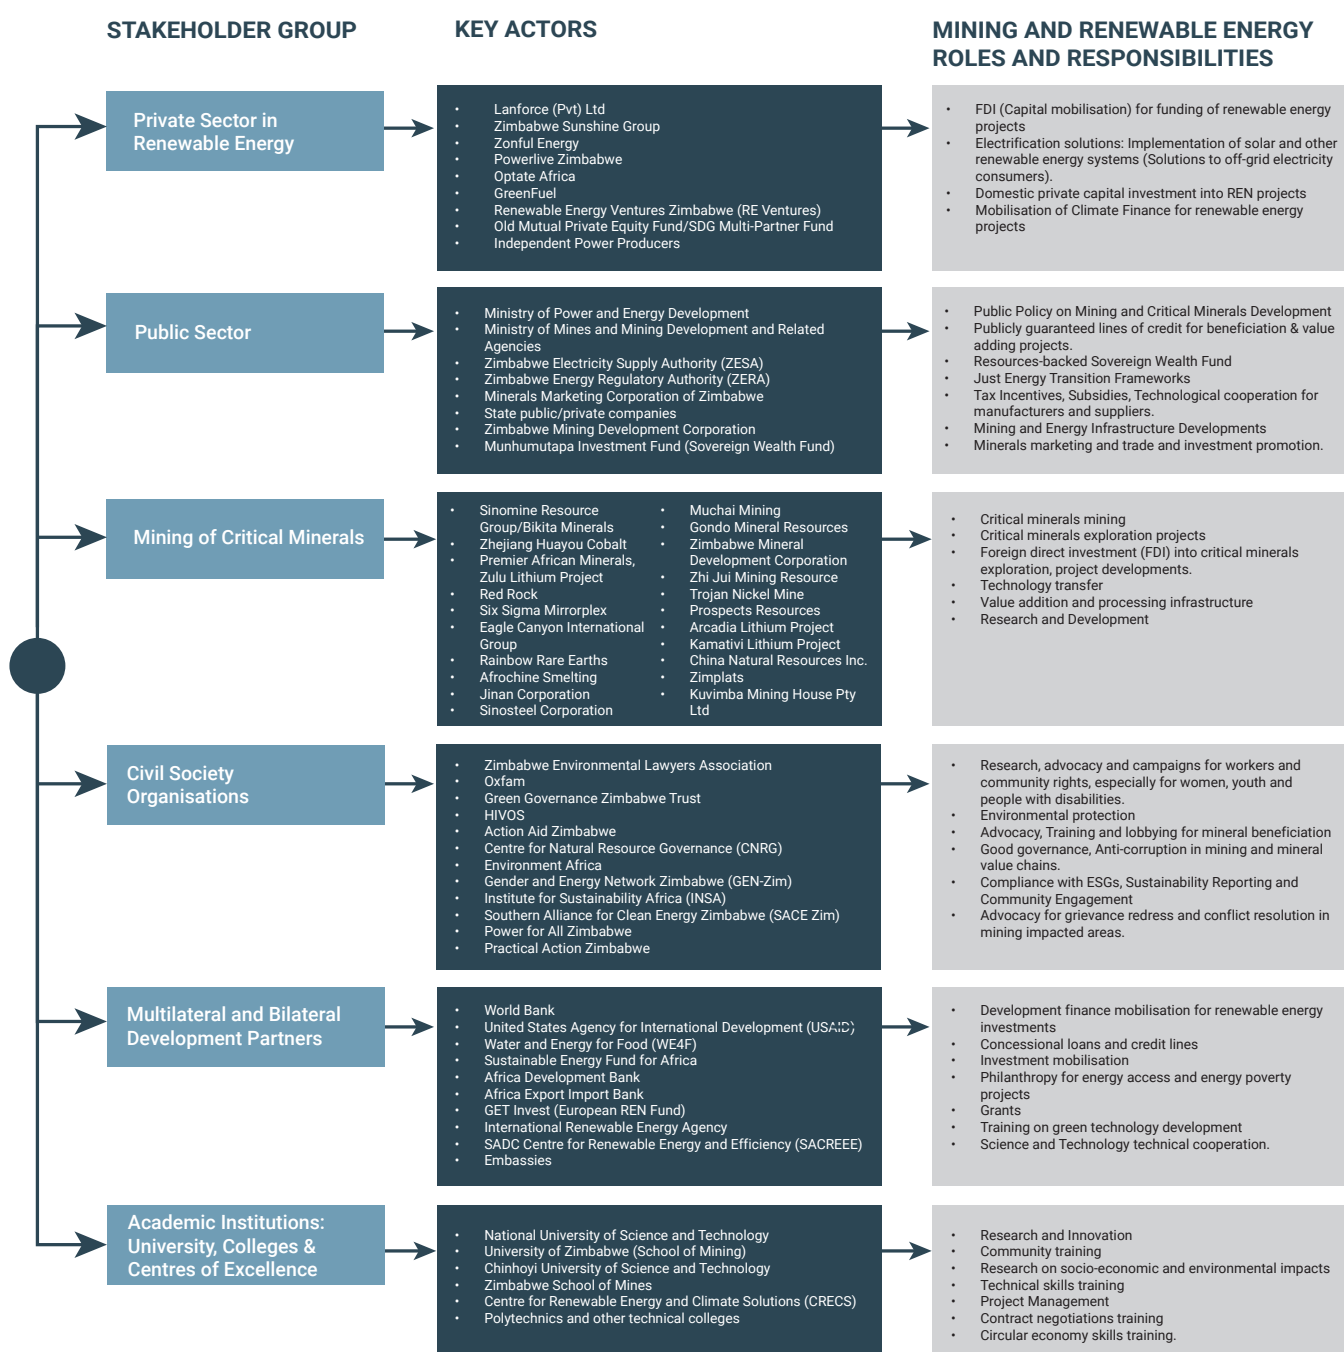 STAKEHOLDER GROUP
KEY ACTORS
MINING AND RENEWABLE ENERGY
ROLES AND RESPONSIBILITIES
Private Sector in
Renewable Energy
• Lanforce (Pvt) Ltd
• Zimbabwe Sunshine Group
• Zonful Energy
• Powerlive Zimbabwe
• Optate Africa
• GreenFuel
• Renewable Energy Ventures Zimbabwe (RE Ventures)
• Old Mutual Private Equity Fund/SDG Multi-Partner Fund
• Independent Power Producers
• FDI (Capital mobilisation) for funding of renewable energy
projects
• Electrification solutions: Implementation of solar and other
renewable energy systems (Solutions to off-grid electricity
consumers).
• Domestic private capital investment into REN projects
• Mobilisation of Climate Finance for renewable energy
projects
Public Sector
• Ministry of Power and Energy Development
• Ministry of Mines and Mining Development and Related
Agencies
• Zimbabwe Electricity Supply Authority (ZESA)
• Zimbabwe Energy Regulatory Authority (ZERA)
• Minerals Marketing Corporation of Zimbabwe
• State public/private companies
• Zimbabwe Mining Development Corporation
• Munhumutapa Investment Fund (Sovereign Wealth Fund)
• Public Policy on Mining and Critical Minerals Development
• Publicly guaranteed lines of credit for beneficiation & value
adding projects.
• Resources-backed Sovereign Wealth Fund
• Just Energy Transition Frameworks
• Tax Incentives, Subsidies, Technological cooperation for
manufacturers and suppliers.
• Mining and Energy Infrastructure Developments
• Minerals marketing and trade and investment promotion.
Mining of Critical Minerals
• Sinomine Resource
Group/Bikita Minerals
• Zhejiang Huayou Cobalt
• Premier African Minerals,
Zulu Lithium Project
• Red Rock
• Six Sigma Mirrorplex
• Eagle Canyon International
Group
• Rainbow Rare Earths
• Afrochine Smelting
• Jinan Corporation
• Sinosteel Corporation
• Muchai Mining
• Gondo Mineral Resources
• Zimbabwe Mineral
Development Corporation
• Zhi Jui Mining Resource
• Trojan Nickel Mine
• Prospects Resources
• Arcadia Lithium Project
• Kamativi Lithium Project
• China Natural Resources Inc.
• Zimplats
• Kuvimba Mining House Pty
Ltd
• Critical minerals mining
• Critical minerals exploration projects
• Foreign direct investment (FDI) into critical minerals
exploration, project developments.
• Technology transfer
• Value addition and processing infrastructure
• Research and Development
Civil Society
Organisations
• Zimbabwe Environmental Lawyers Association
• Oxfam
• Green Governance Zimbabwe Trust
• HIVOS
• Action Aid Zimbabwe
• Centre for Natural Resource Governance (CNRG)
• Environment Africa
• Gender and Energy Network Zimbabwe (GEN-Zim)
• Institute for Sustainability Africa (INSA)
• Southern Alliance for Clean Energy Zimbabwe (SACE Zim)
• Power for All Zimbabwe
• Practical Action Zimbabwe
• Research, advocacy and campaigns for workers and
community rights, especially for women, youth and
people with disabilities.
• Environmental protection
• Advocacy, Training and lobbying for mineral beneficiation
• Good governance, Anti-corruption in mining and mineral
value chains.
• Compliance with ESGs, Sustainability Reporting and
Community Engagement
• Advocacy for grievance redress and conflict resolution in
mining impacted areas.
Multilateral and Bilateral
Development Partners
• World Bank
• United States Agency for International Development (USAID)
• Water and Energy for Food (WE4F)
• Sustainable Energy Fund for Africa
• Africa Development Bank
• Africa Export Import Bank
• GET Invest (European REN Fund)
• International Renewable Energy Agency
• SADC Centre for Renewable Energy and Efficiency (SACREEE)
• Embassies
• Development finance mobilisation for renewable energy
investments
• Concessional loans and credit lines
• Investment mobilisation
• Philanthropy for energy access and energy poverty
projects
• Grants
• Training on green technology development
• Science and Technology technical cooperation.
Academic Institutions:
University, Colleges &
Centres of Excellence
• National University of Science and Technology
• University of Zimbabwe (School of Mining)
• Chinhoyi University of Science and Technology
• Zimbabwe School of Mines
• Centre for Renewable Energy and Climate Solutions (CRECS)
• Polytechnics and other technical colleges
• Research and Innovation
• Community training
• Research on socio-economic and environmental impacts
• Technical skills training
• Project Management
• Contract negotiations training
• Circular economy skills training.